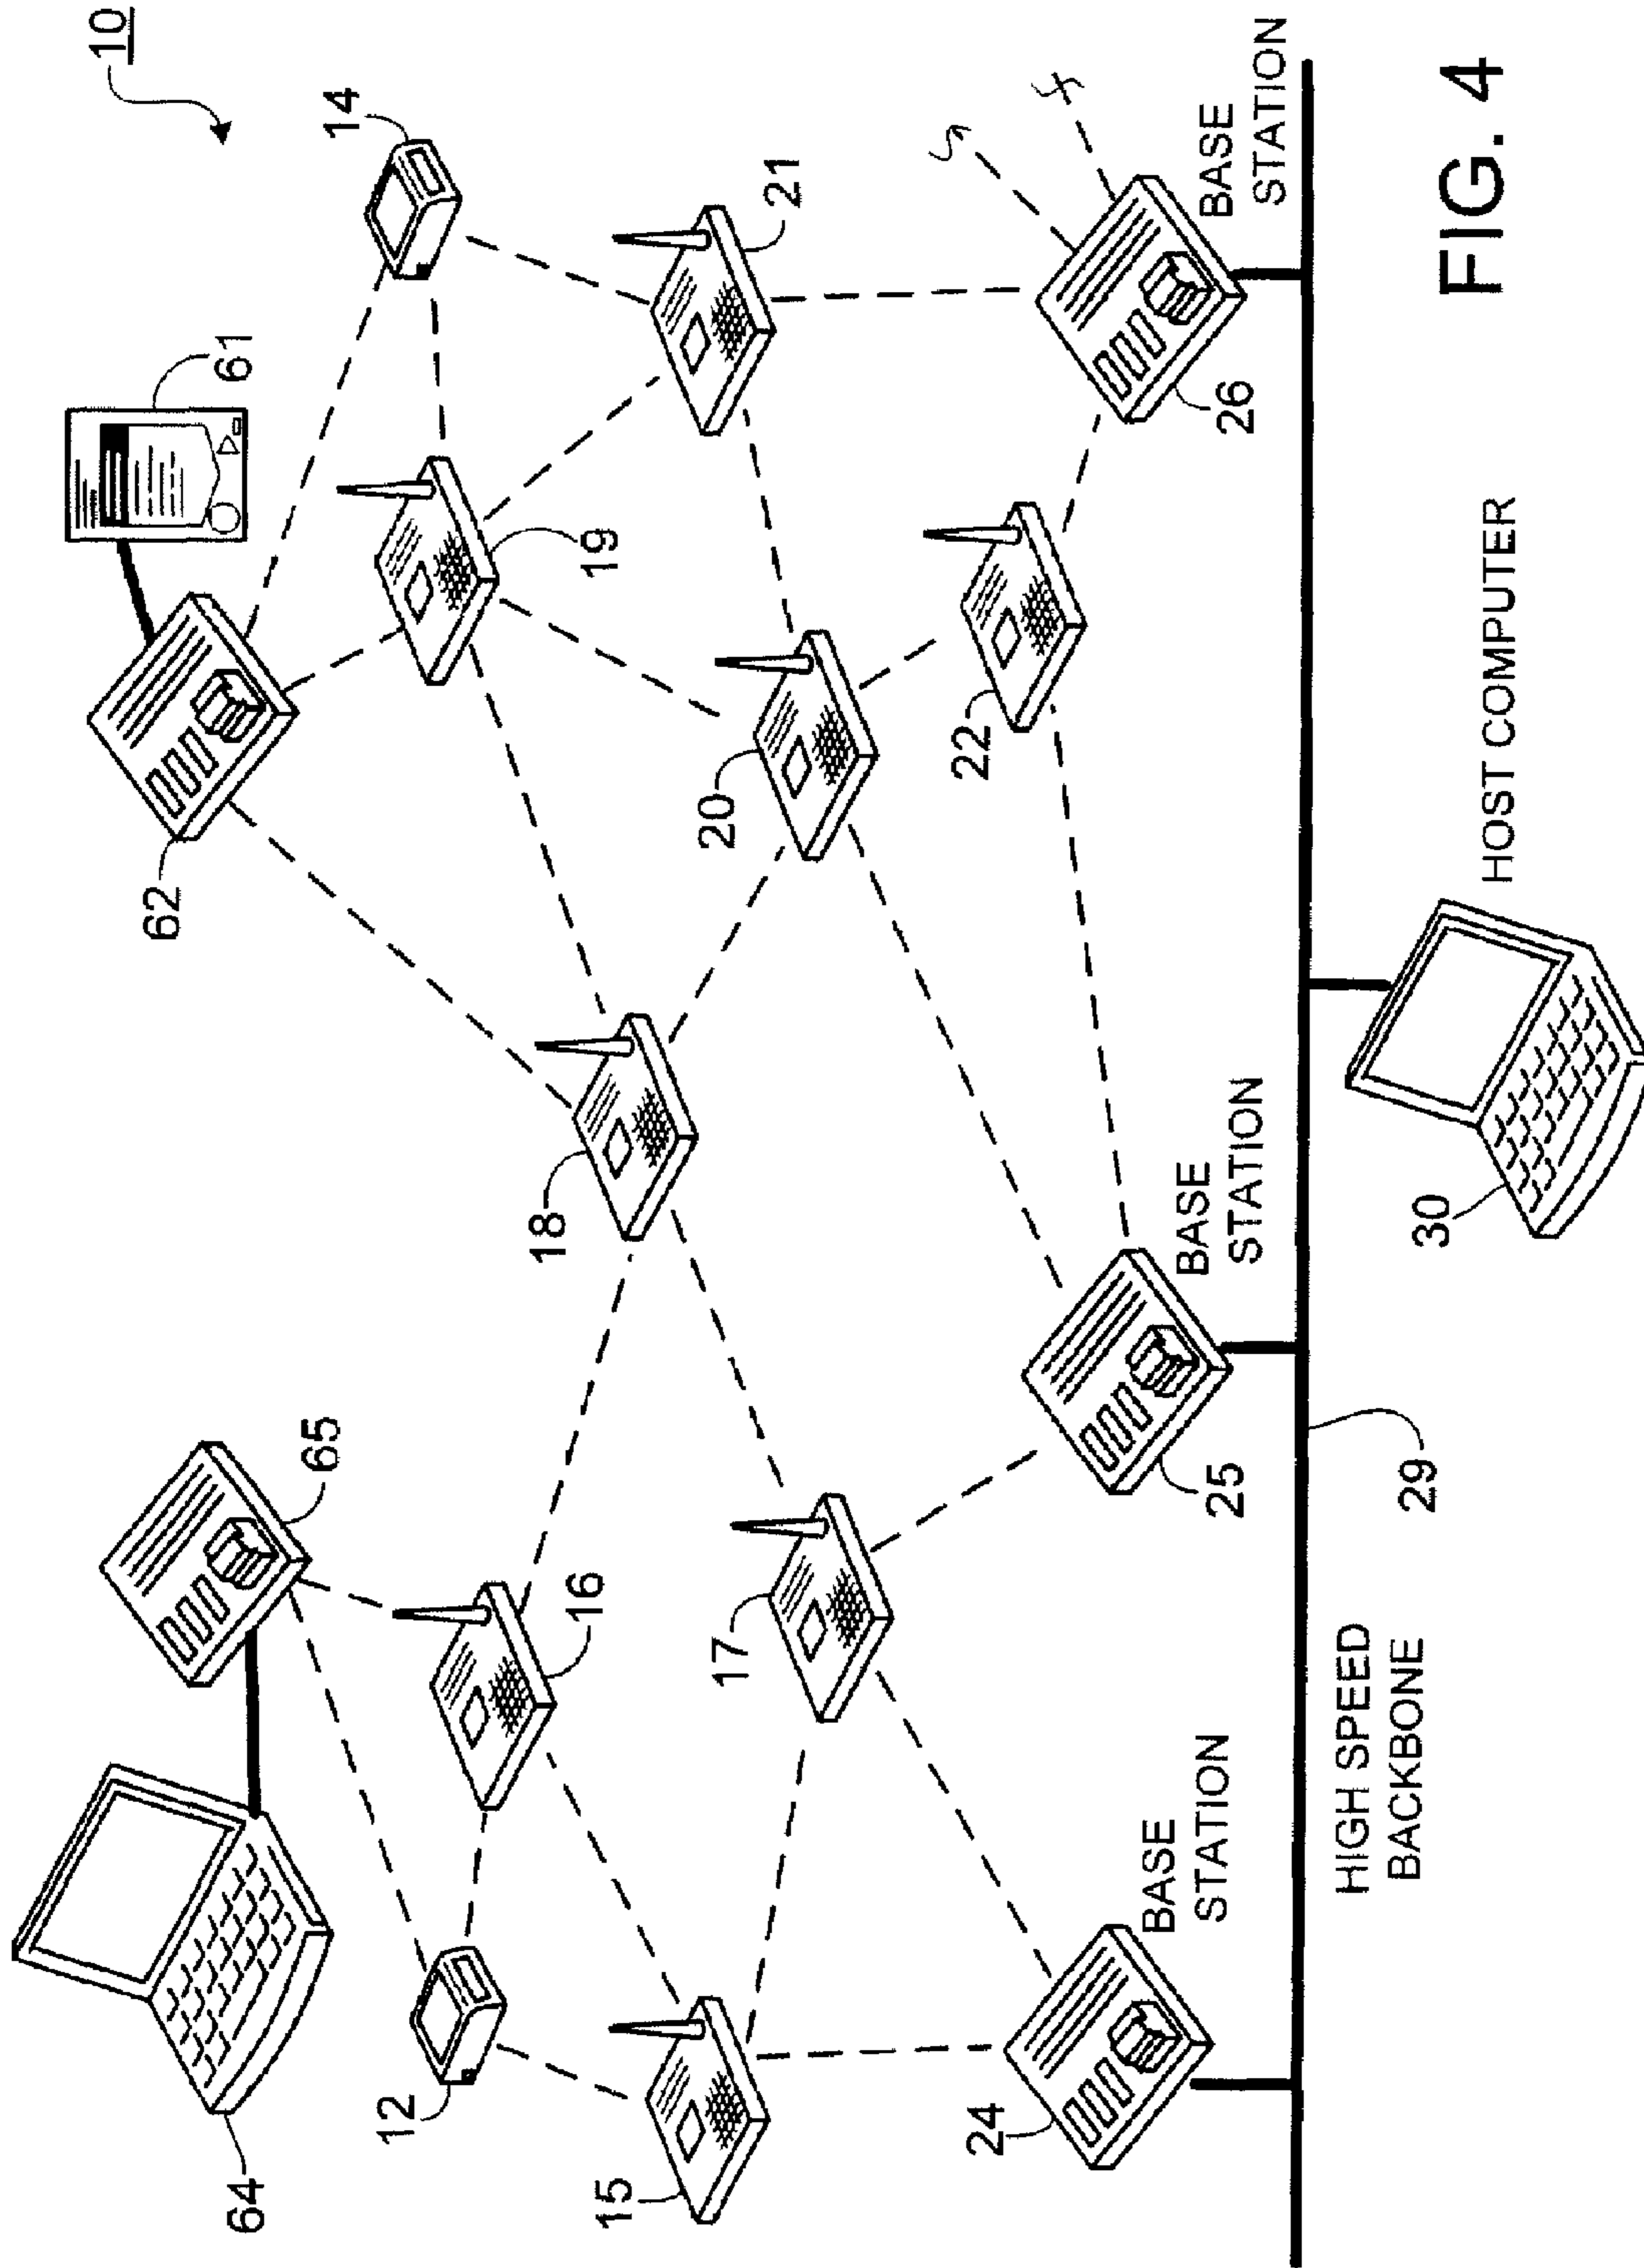 10
62
61
64
65
14
12
18
16
19
15
20
17
21
22
24
BASE
STATION
BASE
STATION
25
BASE
STATION
26
HIGH SPEED
BACKBONE
29
30
HOST COMPUTER
FIG. 4